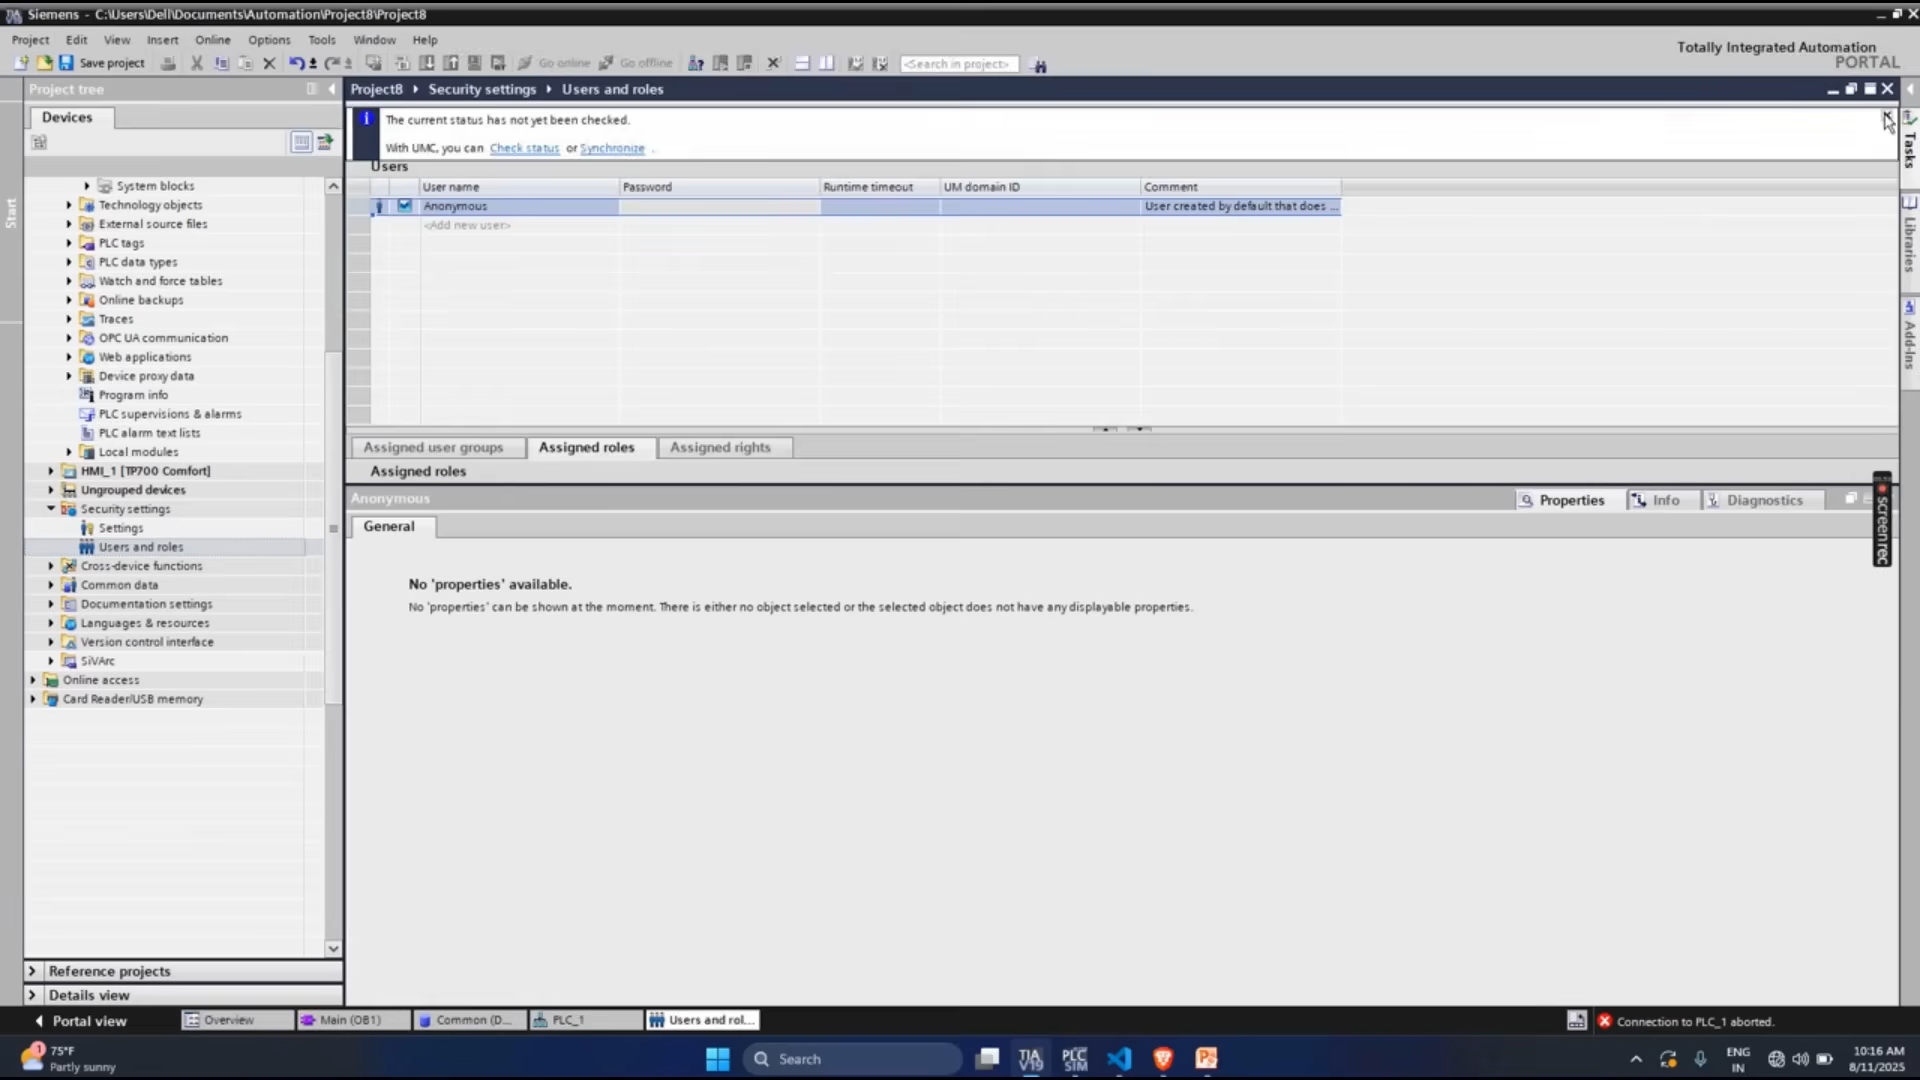 Siemens - C:\Users\Dell\Documents\Automation\Project8\Project8
Project Edit View Insert Online Options Tools Window Help
Totally Integrated Automation
PORTAL
Save project
Go online
Go offline
<Search in project>
Project tree
Devices
Start
System blocks
Technology objects
External source files
PLC tags
PLC data types
Watch and force tables
Online backups
Traces
OPC UA communication
Web applications
Device proxy data
Program info
PLC supervisions & alarms
PLC alarm text lists
Local modules
HMI_1 [TP700 Comfort]
Ungrouped devices
Security settings
Settings
Users and roles
Cross-device functions
Common data
Documentation settings
Languages & resources
Version control interface
SiVArc
Online access
Card Reader/USB memory
Reference projects
Details view
Project8 Security settings Users and roles
The current status has not yet been checked.
With UMC, you can Check status or Synchronize .
Users
User name Password Runtime timeout UM domain ID Comment
Anonymous User created by default that does ...
<Add new user>
Assigned user groups Assigned roles Assigned rights
Assigned roles
Anonymous
Properties Info Diagnostics
General
No 'properties' available.
No 'properties' can be shown at the moment. There is either no object selected or the selected object does not have any displayable properties.
Tasks
Libraries
Add-Ins
screenrec
Portal view Overview Main (OB1) Common (D... PLC_1 Users and rol...
Connection to PLC_1 aborted.
1
75°F
Partly sunny
Search
TIA
V19
PLC
SIM
ENG
IN
10:16 AM
8/11/2025